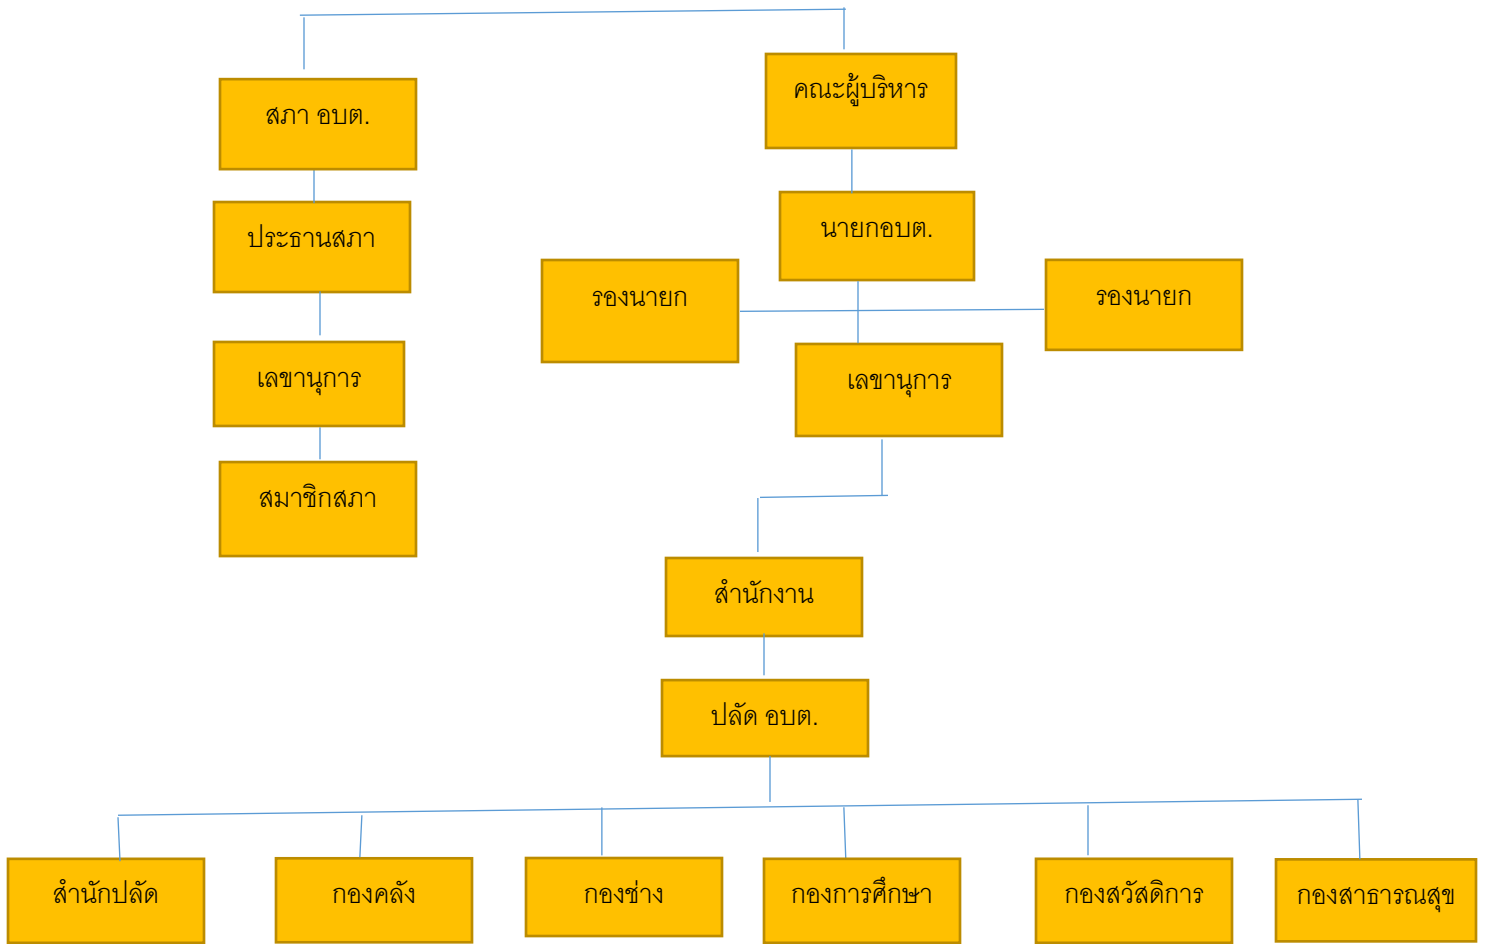 คณะผู้บริหาร
สภา อบต.
นายกอบต.
ประธานสภา
รองนายก
รองนายก
เลขานุการ
เลขานุการ
สมาชิกสภา
สำนักงาน
ปลัด อบต.
สำนักปลัด
กองคลัง
กองช่าง
กองการศึกษา
กองสวัสดิการ
กองสาธารณสุข